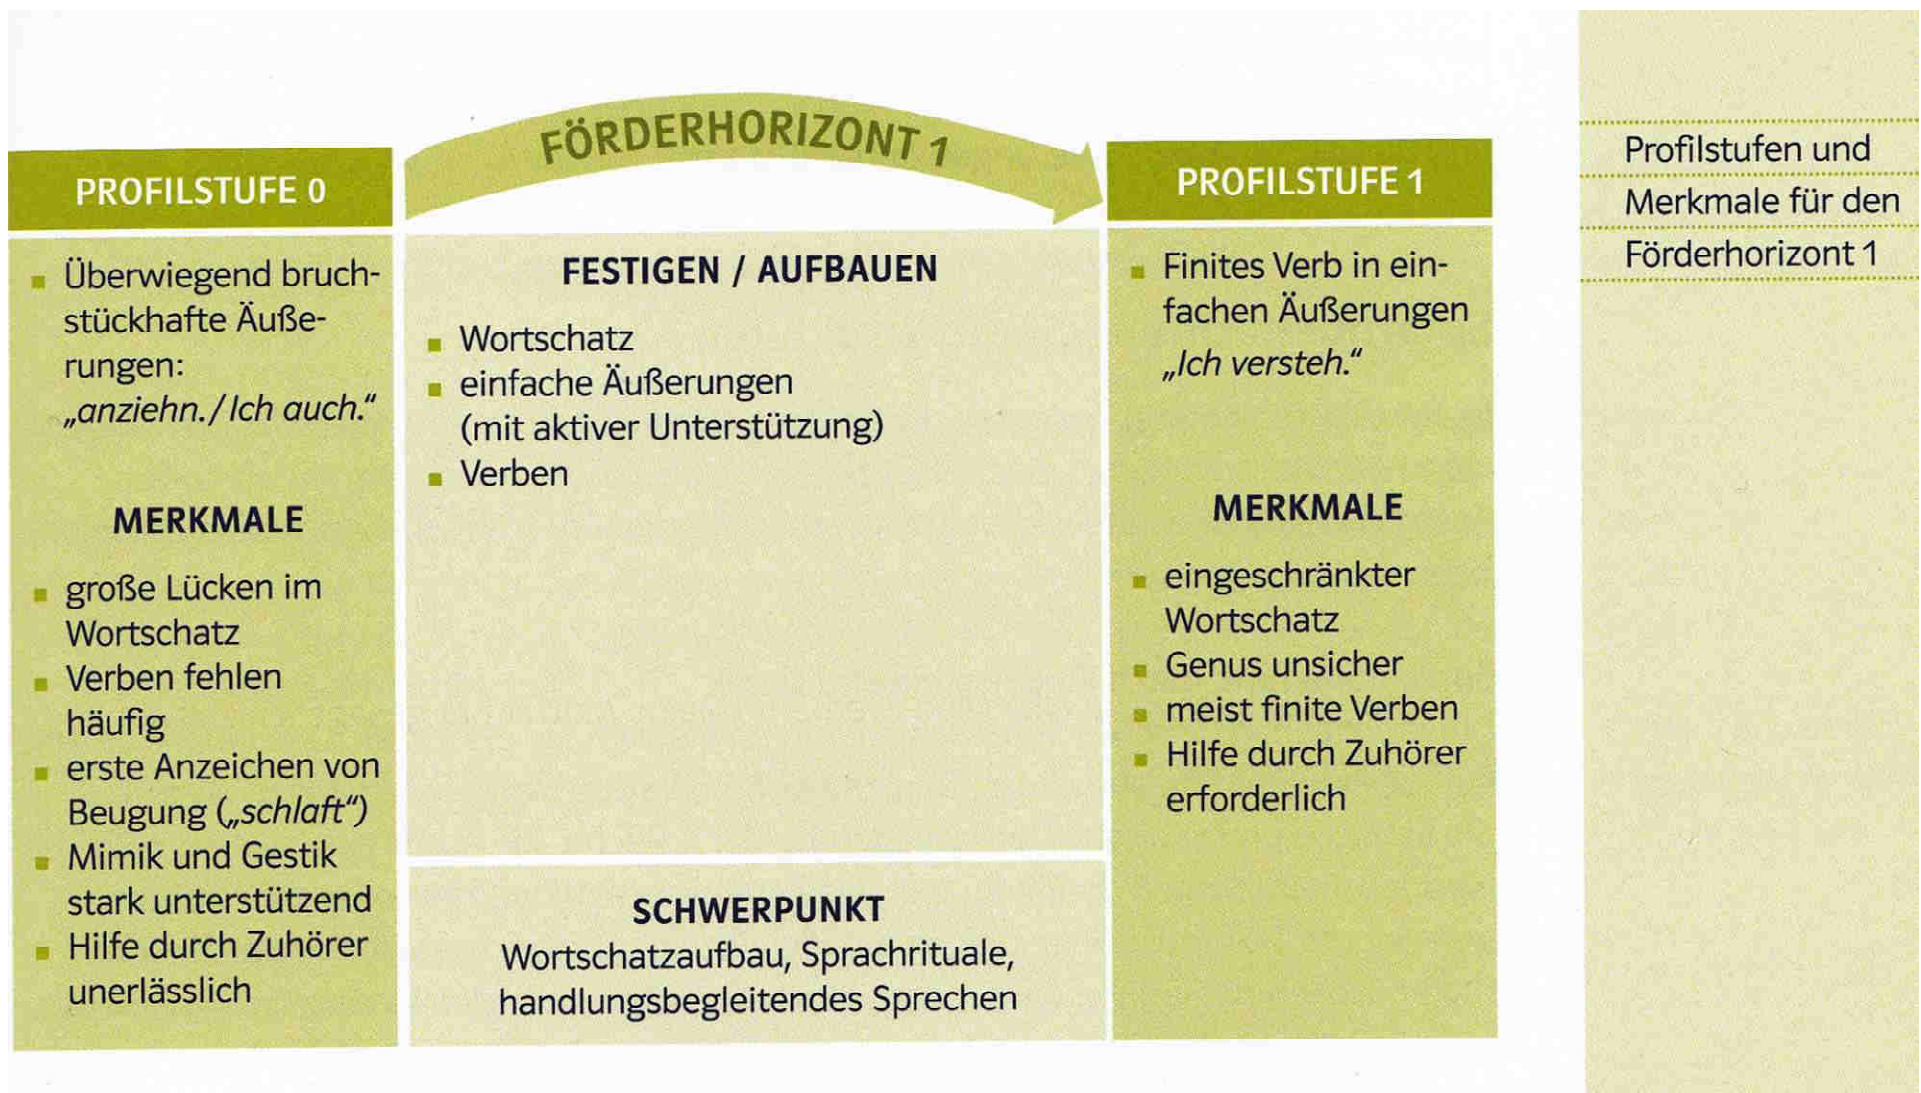 FÖRDERHORIZONT 1
PROFILSTUFE 0
Überwiegend bruch-
stückhafte Äuße-
rungen:
„anziehn./Ich auch.“
MERKMALE
große Lücken im
Wortschatz
Verben fehlen
häufig
erste Anzeichen von
Beugung („schlaft“)
Mimik und Gestik
stark unterstützend
Hilfe durch Zuhörer
unerlässlich
FESTIGEN / AUFBAUEN
Wortschatz
einfache Äußerungen
(mit aktiver Unterstützung)
Verben
SCHWERPUNKT
Wortschatzaufbau, Sprachrituale,
handlungsbegleitendes Sprechen
PROFILSTUFE 1
Finites Verb in ein-
fachen Äußerungen
„Ich versteh.“
MERKMALE
eingeschränkter
Wortschatz
Genus unsicher
meist finite Verben
Hilfe durch Zuhörer
erforderlich
Profilstufen und
Merkmale für den
Förderhorizont 1